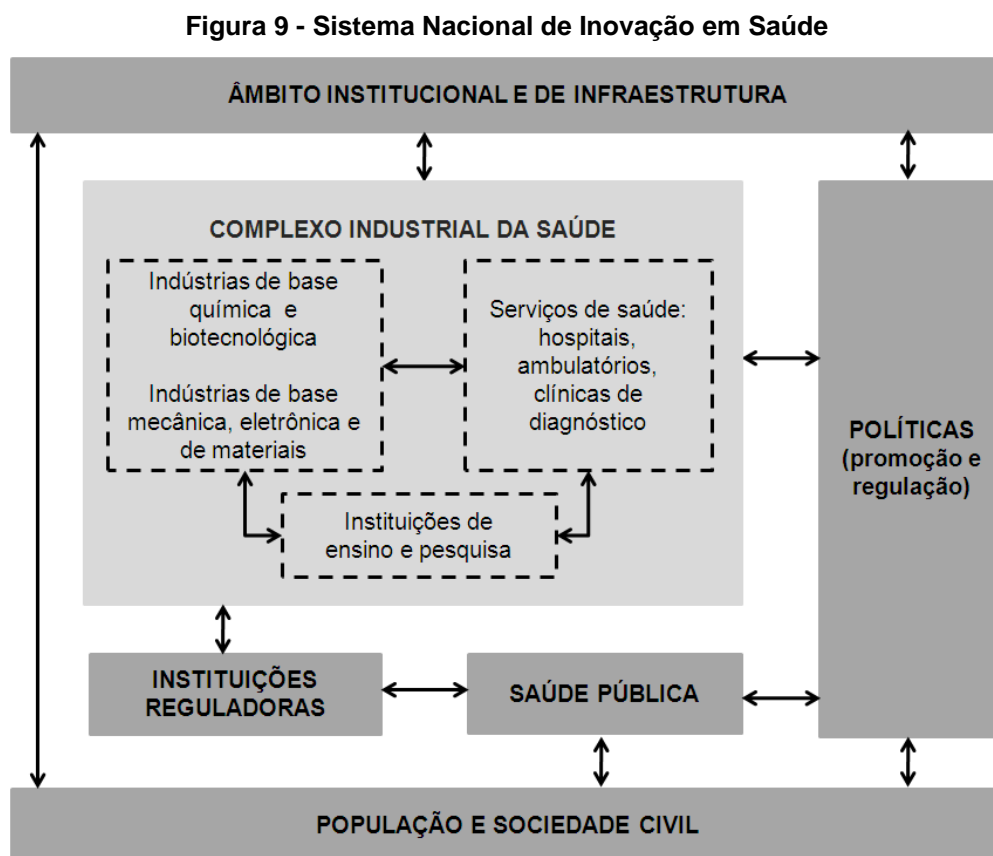 Figura 9 - Sistema Nacional de Inovação em Saúde
ÂMBITO INSTITUCIONAL E DE INFRAESTRUTURA
COMPLEXO INDUSTRIAL DA SAÚDE
Indústrias de base
química e
biotecnológica
Indústrias de base
mecânica, eletrônica e
de materiais
Serviços de saúde:
hospitais,
ambulatórios,
clínicas de
diagnóstico
Instituições de
ensino e pesquisa
POLÍTICAS
(promoção e
regulação)
INSTITUIÇÕES
REGULADORAS
SAÚDE PÚBLICA
POPULAÇÃO E SOCIEDADE CIVIL